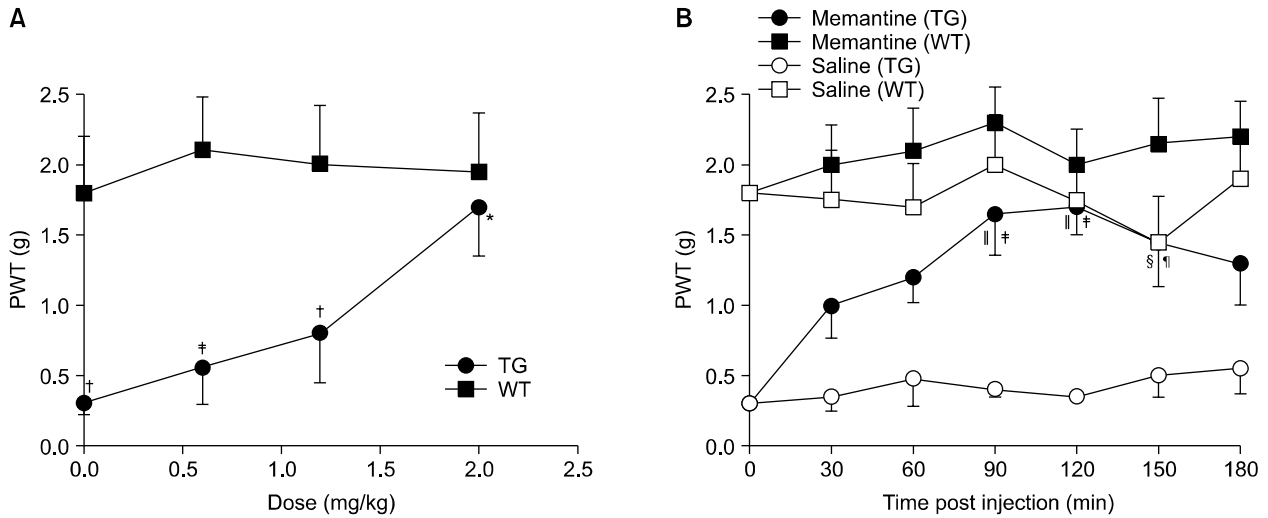 A
2.5
2.0
1.5
1.0
0.5
0.0
PWT (g)
†
ǂ
†
*
TG
WT
0.0 0.5 1.0 1.5 2.0 2.5
Dose (mg/kg)
B
Memantine (TG)
Memantine (WT)
Saline (TG)
Saline (WT)
2.5
2.0
1.5
1.0
0.5
0.0
PWT (g)
‖ ǂ
‖ ǂ
§ ¶
0 30 60 90 120 150 180
Time post injection (min)